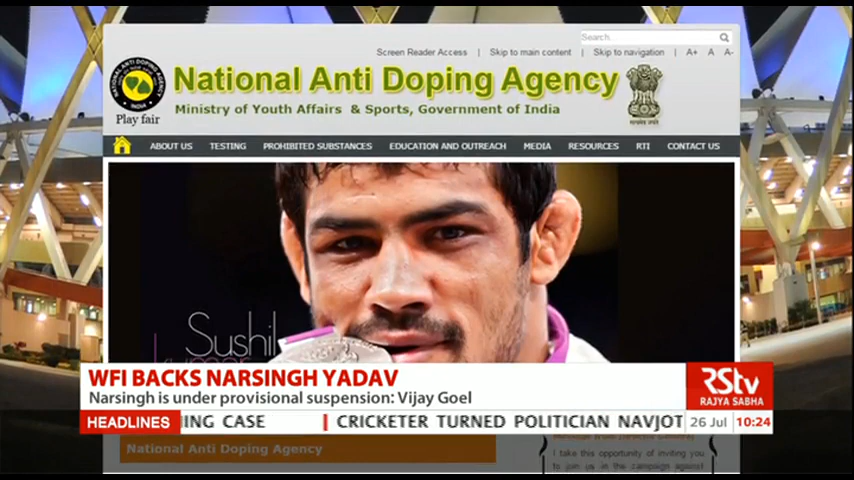 Search.
Screen Reader Access | Skip to main content | Skip to navigation | A+ A A-
NATIONAL ANTI DOPING AGENCY
INDIA
Play fair
National Anti Doping Agency
Ministry of Youth Affairs & Sports, Government of India
ABOUT US TESTING PROHIBITED SUBSTANCES EDUCATION AND OUTREACH MEDIA RESOURCES RTI CONTACT US
Sushil
WFI BACKS NARSINGH YADAV
Narsingh is under provisional suspension: Vijay Goel
RSTV
RAJYA SABHA
HEADLINES NING CASE | CRICKETER TURNED POLITICIAN NAVJOT 26 Jul 10:24
National Anti Doping Agency
I take this opportunity of inviting you
to join us in the campaign against